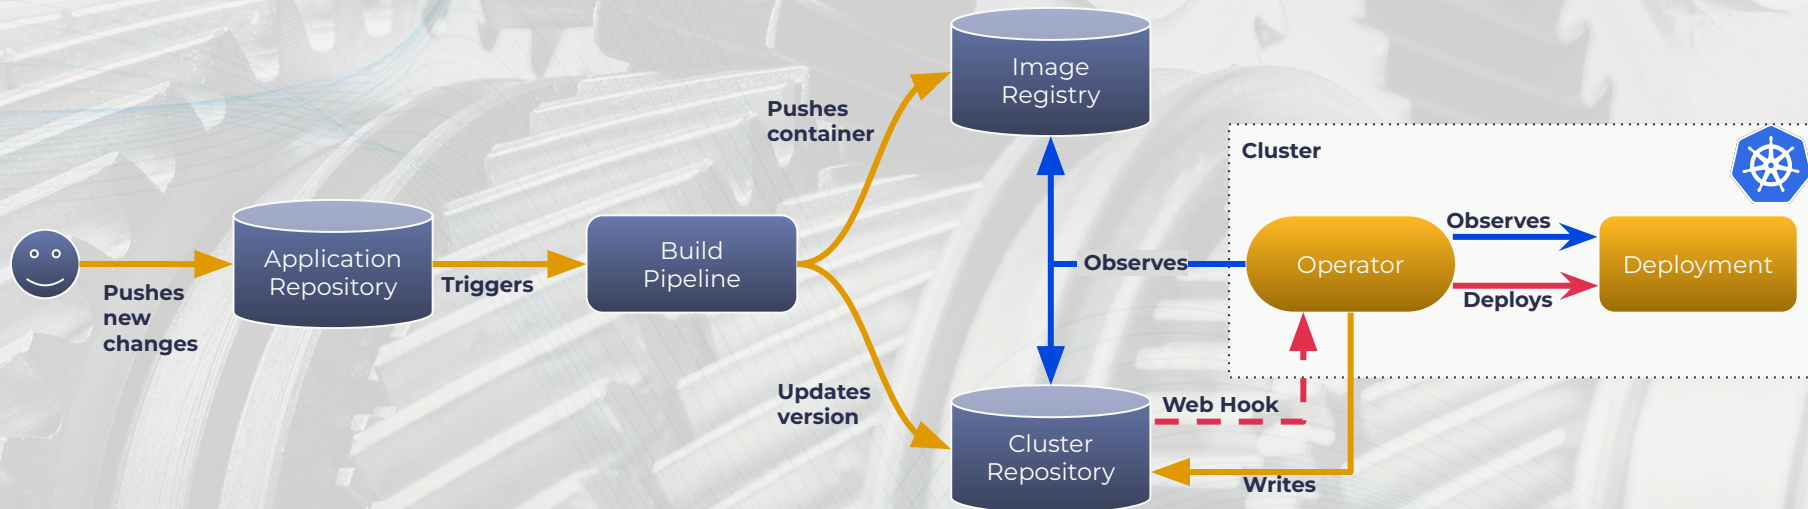 Pushes
new
changes
Application
Repository
Triggers
Build
Pipeline
Pushes
container
Updates
version
Image
Registry
Observes
Cluster
Repository
Web Hook
Writes
Cluster
Operator
Observes
Deploys
Deployment